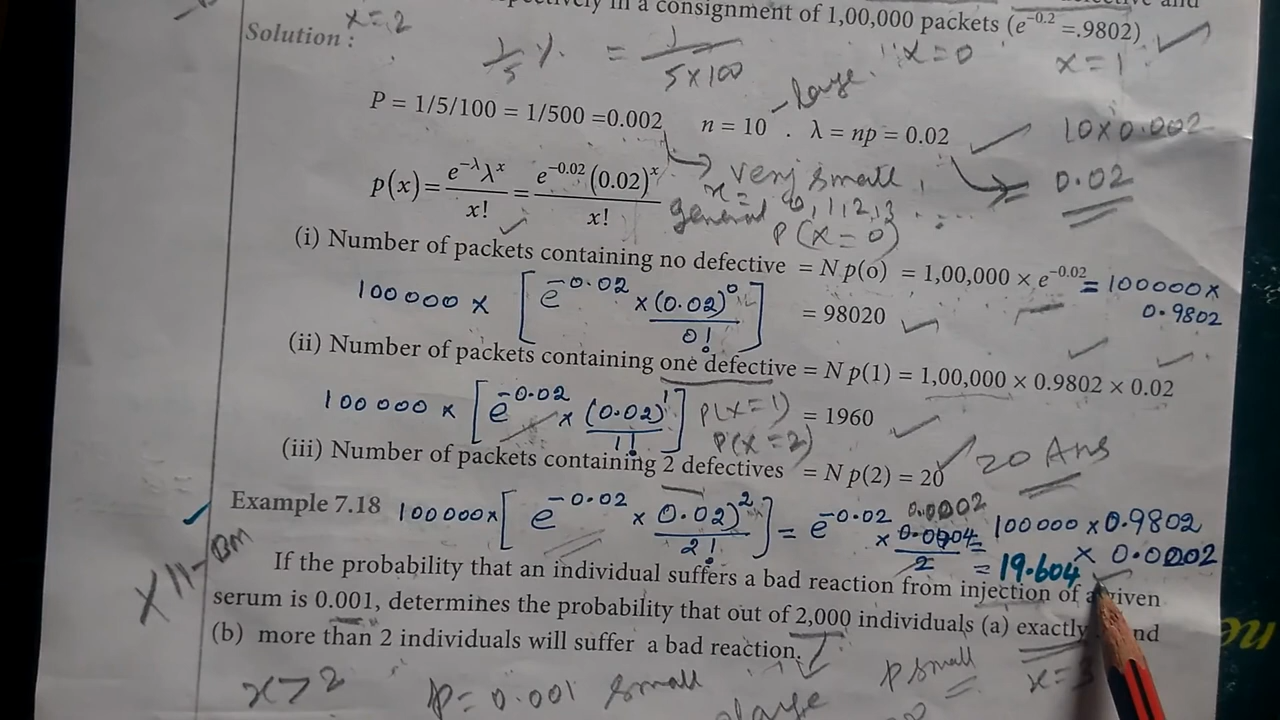 in a consignment of 1,00,000 packets (e^-0.2 =.9802)
Solution : x = 2
1/5 % = 1/(5×100) x=0 x=1
large
P = 1/5/100 = 1/500 =0.002 n = 10 . λ = np = 0.02 10×0.002
very small 0.02
p(x) = e^-λ λ^x / x! = e^-0.02 (0.02)^x / x! x = 0,1,2,3 ....
general P(X=0)
(i) Number of packets containing no defective = N p(0) = 1,00,000 × e^-0.02 = 100000 × 0.9802
100000 × [e^-0.02 × (0.02)^0 / 0!] = 98020
(ii) Number of packets containing one defective = N p(1) = 1,00,000 × 0.9802 × 0.02
100000 × [e^-0.02 × (0.02)^1 / 1!] P(X=1) = 1960
P(X=2)
(iii) Number of packets containing 2 defectives = N p(2) = 20 20 Ans
Example 7.18 100000× [e^-0.02 × 0.02)^2 / 2!] = e^-0.02 × 0.0004 / 2 0.0002 = 100000 × 0.9802 × 0.0002
= 19.604
XII-BM
If the probability that an individual suffers a bad reaction from injection of a given
serum is 0.001, determines the probability that out of 2,000 individuals (a) exactly
(b) more than 2 individuals will suffer a bad reaction.
x>2 p=0.001 small large p small x=3